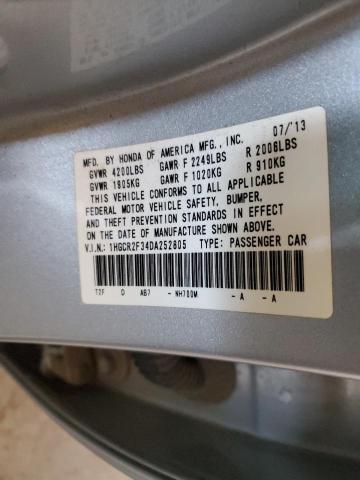 MFD. BY HONDA OF AMERICA MFG., INC. 07/'13
GVWR 4200LBS GAWR F 2249LBS R 2006LBS
GVWR 1905KG GAWR F 1020KG R 910KG
THIS VEHICLE CONFORMS TO ALL APPLICABLE
FEDERAL MOTOR VEHICLE SAFETY, BUMPER,
AND THEFT PREVENTION STANDARDS IN EFFECT
ON THE DATE OF MANUFACTURE SHOWN ABOVE.
V.I.N. 1HGCR2F34DA252805 TYPE: PASSENGER CAR
T2F D AB7 - NH700M -A -A